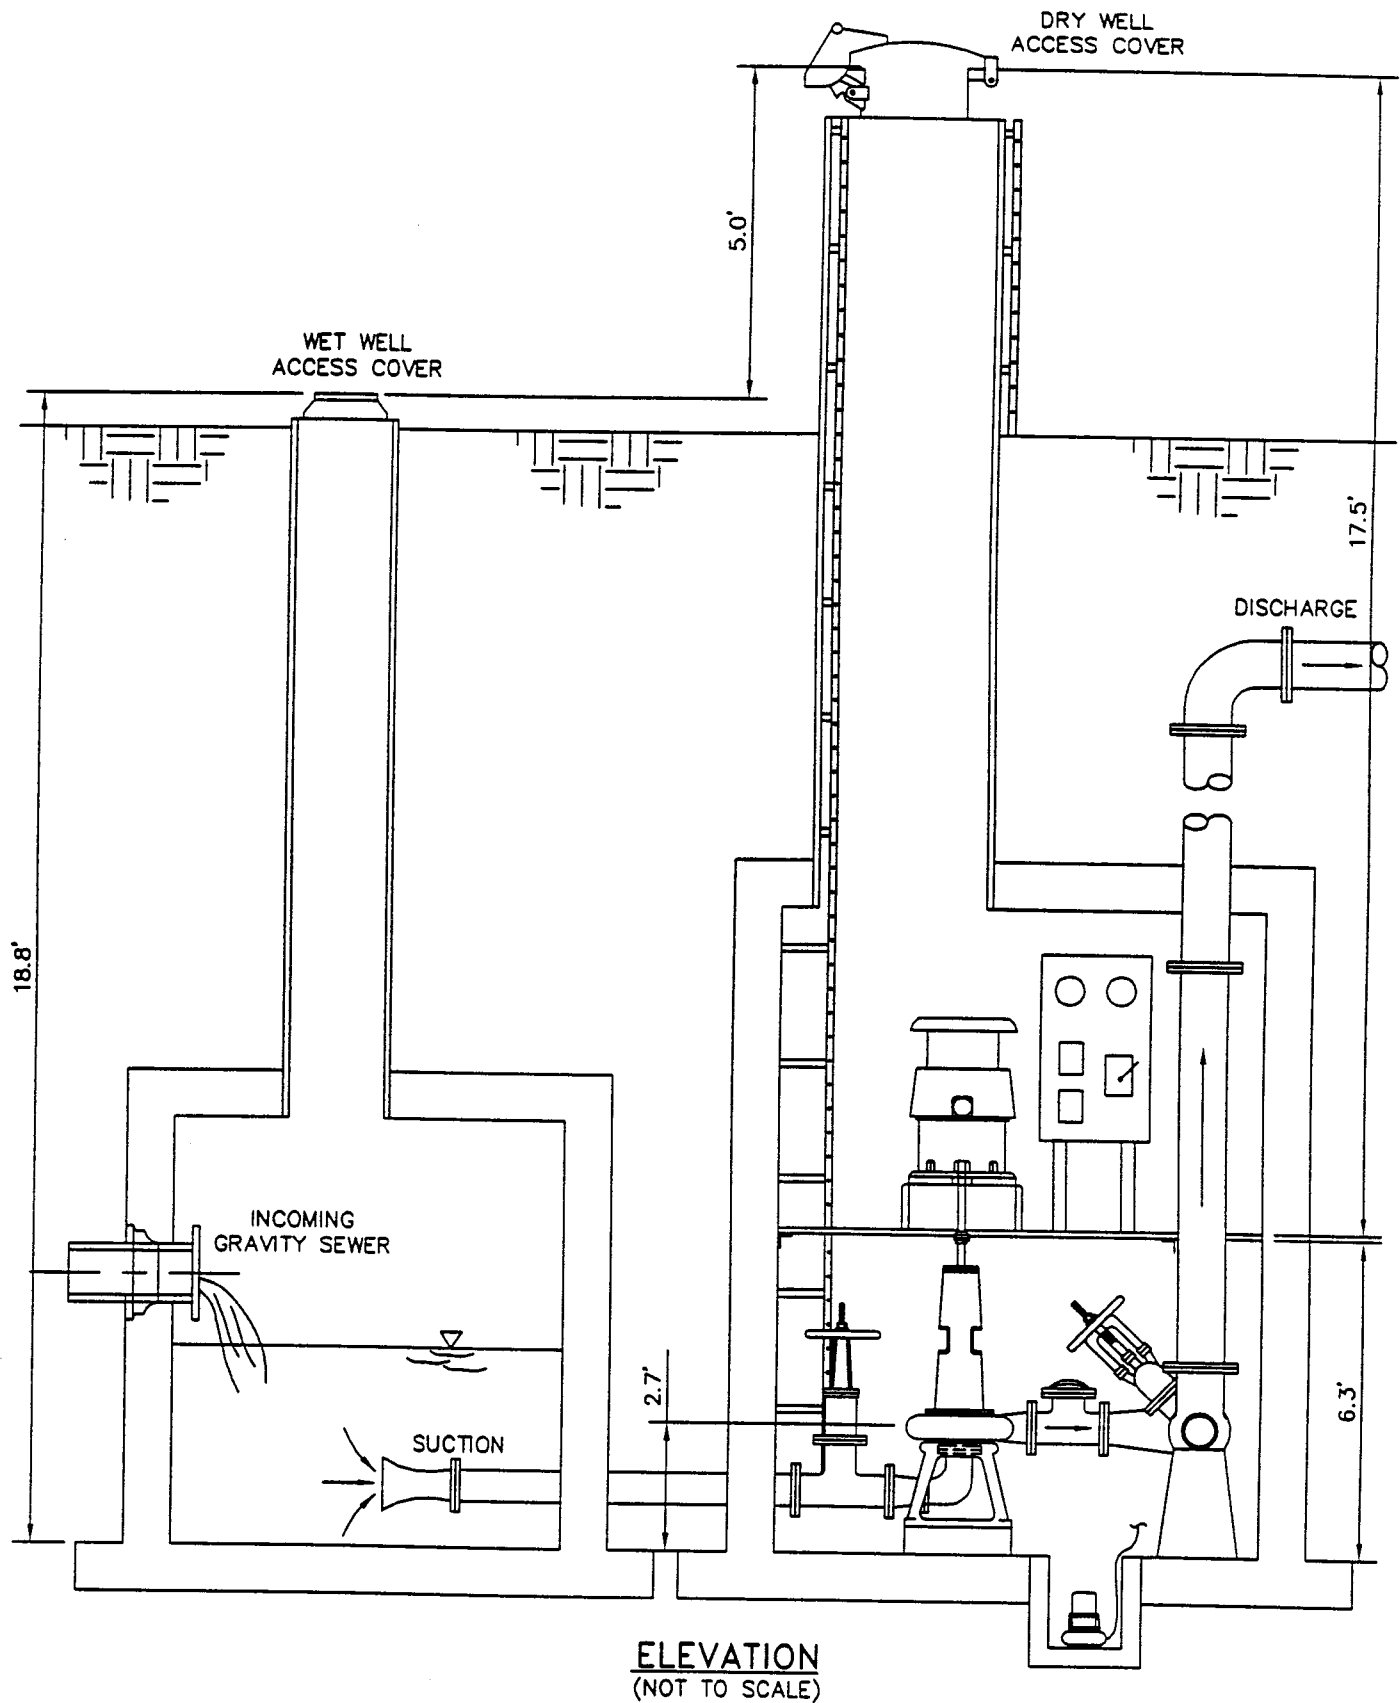 DRY WELL
ACCESS COVER
5.0'
WET WELL
ACCESS COVER
17.5'
DISCHARGE
18.8'
INCOMING
GRAVITY SEWER
2.7'
6.3'
SUCTION
ELEVATION
(NOT TO SCALE)